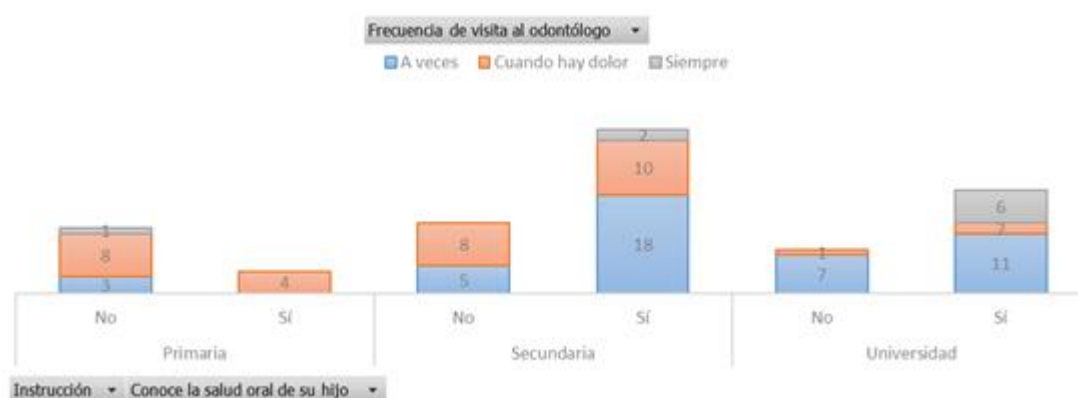 Frecuencia de visita al odontólogo
A veces Cuando hay dolor Siempre
2
10
6
1
8
8
1
2
4
18
3
5
7
11
No Sí No Sí No Sí
Primaria Secundaria Universidad
Instrucción Conoce la salud oral de su hijo